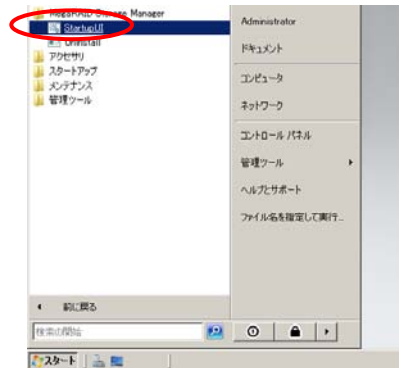 MegaRAID Storage Manager
StartupUI
Uninstall
アクセサリ
スタートアップ
メンテナンス
管理ツール
前に戻る
検索の開始
Administrator
ドキュメント
コンピュータ
ネットワーク
コントロール パネル
管理ツール
ヘルプとサポート
ファイル名を指定して実行...
スタート